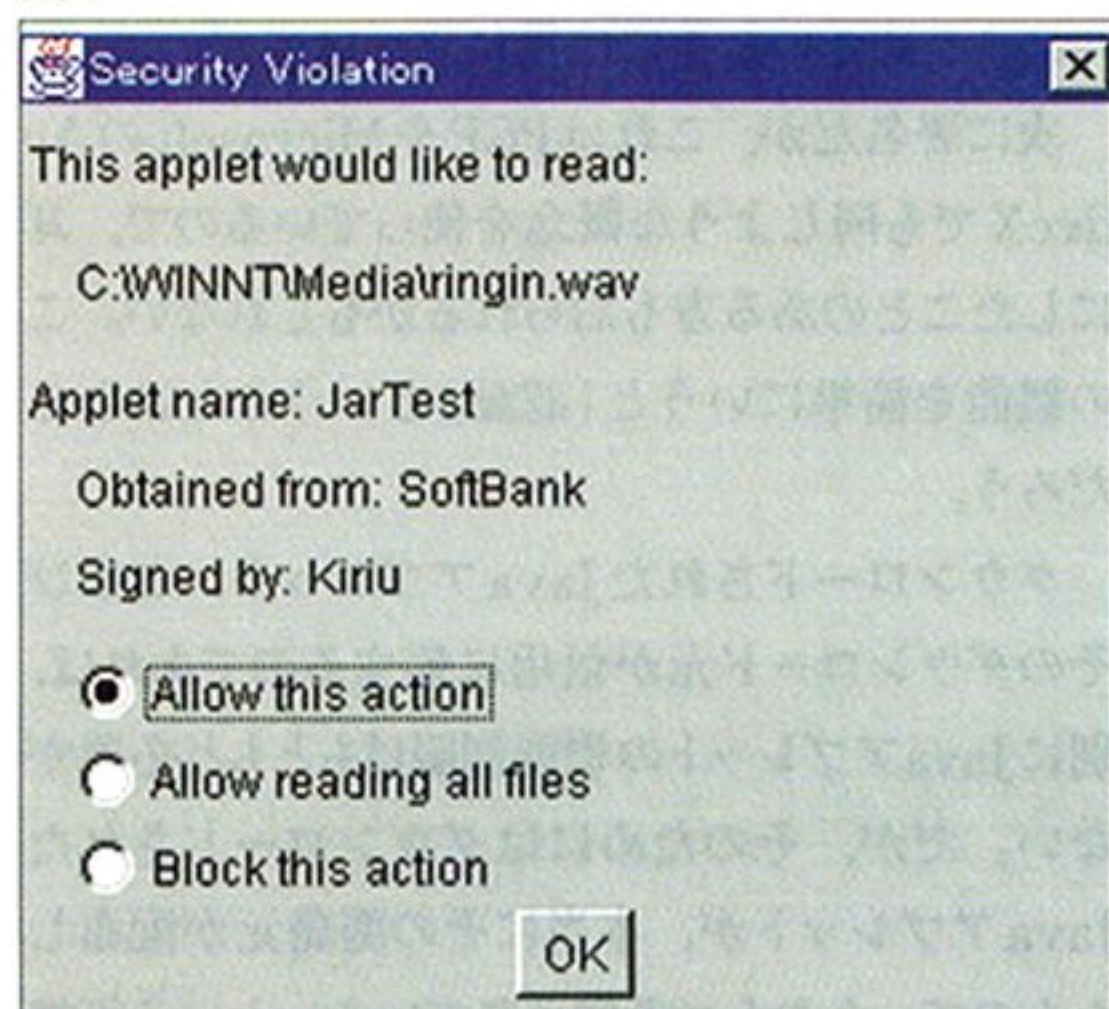 Security Violation
This applet would like to read:
C:\WINNT\Media\ringin.wav
Applet name: JarTest
Obtained from: SoftBank
Signed by: Kiriu
Allow this action
Allow reading all files
Block this action
OK